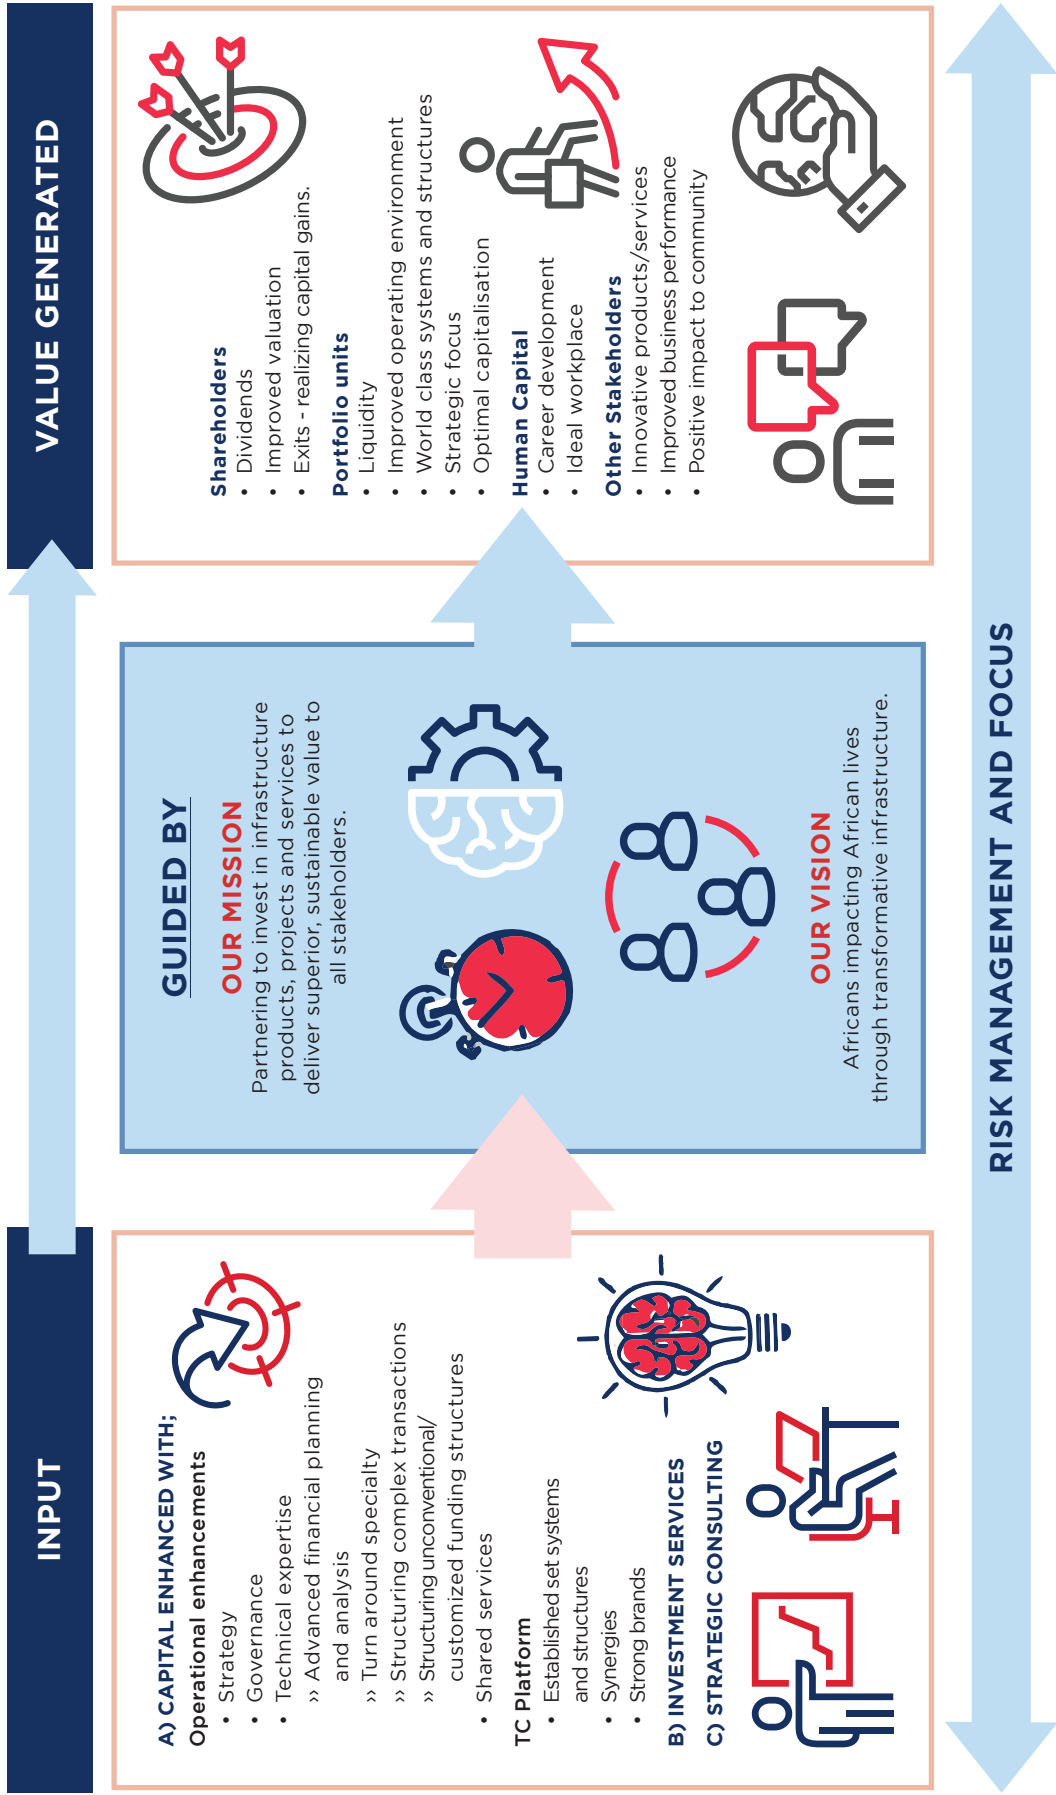 INPUT
A) CAPITAL ENHANCED WITH;
Operational enhancements
• Strategy
• Governance
• Technical expertise
›› Advanced financial planning
and analysis
›› Turn around specialty
›› Structuring complex transactions
›› Structuring unconventional/
customized funding structures
• Shared services
TC Platform
• Established set systems
and structures
• Synergies
• Strong brands
B) INVESTMENT SERVICES
C) STRATEGIC CONSULTING
GUIDED BY
OUR MISSION
Partnering to invest in infrastructure
products, projects and services to
deliver superior, sustainable value to
all stakeholders.
OUR VISION
Africans impacting African lives
through transformative infrastructure.
VALUE GENERATED
Shareholders
• Dividends
• Improved valuation
• Exits - realizing capital gains.
Portfolio units
• Liquidity
• Improved operating environment
• World class systems and structures
• Strategic focus
• Optimal capitalisation
Human Capital
• Career development
• Ideal workplace
Other Stakeholders
• Innovative products/services
• Improved business performance
• Positive impact to community
RISK MANAGEMENT AND FOCUS